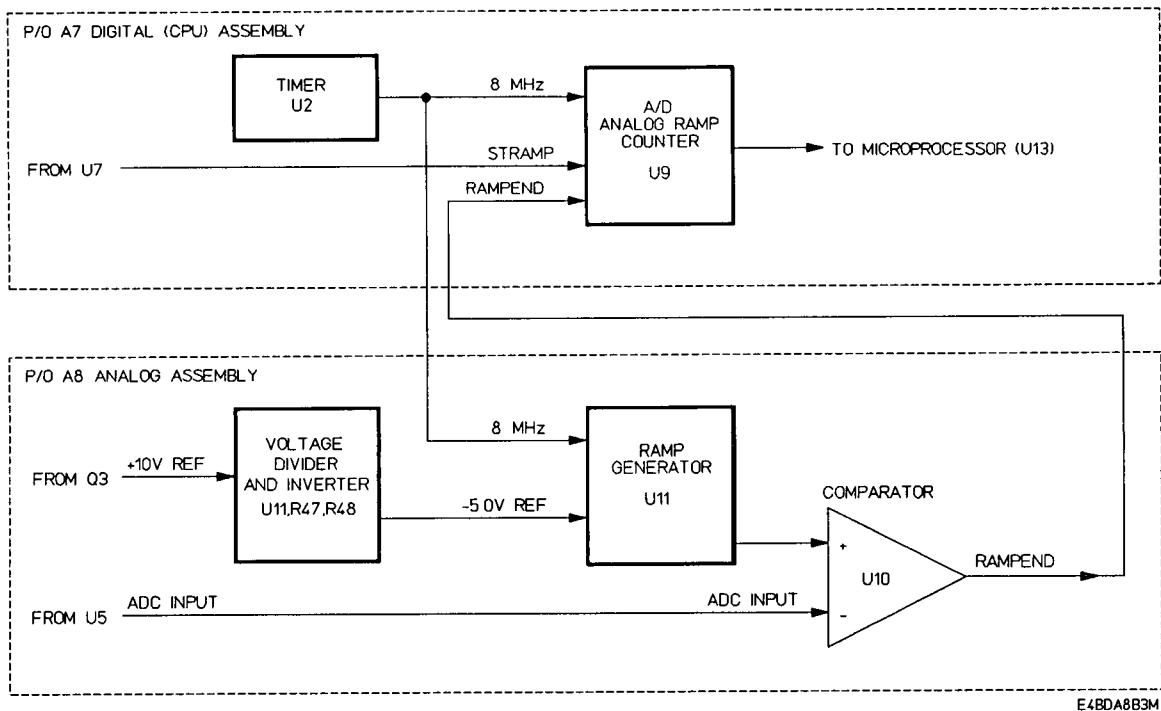 P/O A7 DIGITAL (CPU) ASSEMBLY
TIMER
U2
8 MHz
A/D
ANALOG RAMP
COUNTER
U9
TO MICROPROCESSOR (U13)
FROM U7
STRAMP
RAMPEND
P/O A8 ANALOG ASSEMBLY
FROM Q3
+10V REF
VOLTAGE
DIVIDER
AND INVERTER
U11,R47,R48
8 MHz
-5.0V REF
RAMP
GENERATOR
U11
COMPARATOR
+
U10
-
RAMPEND
FROM U5
ADC INPUT
ADC INPUT
E4BDA8B3M